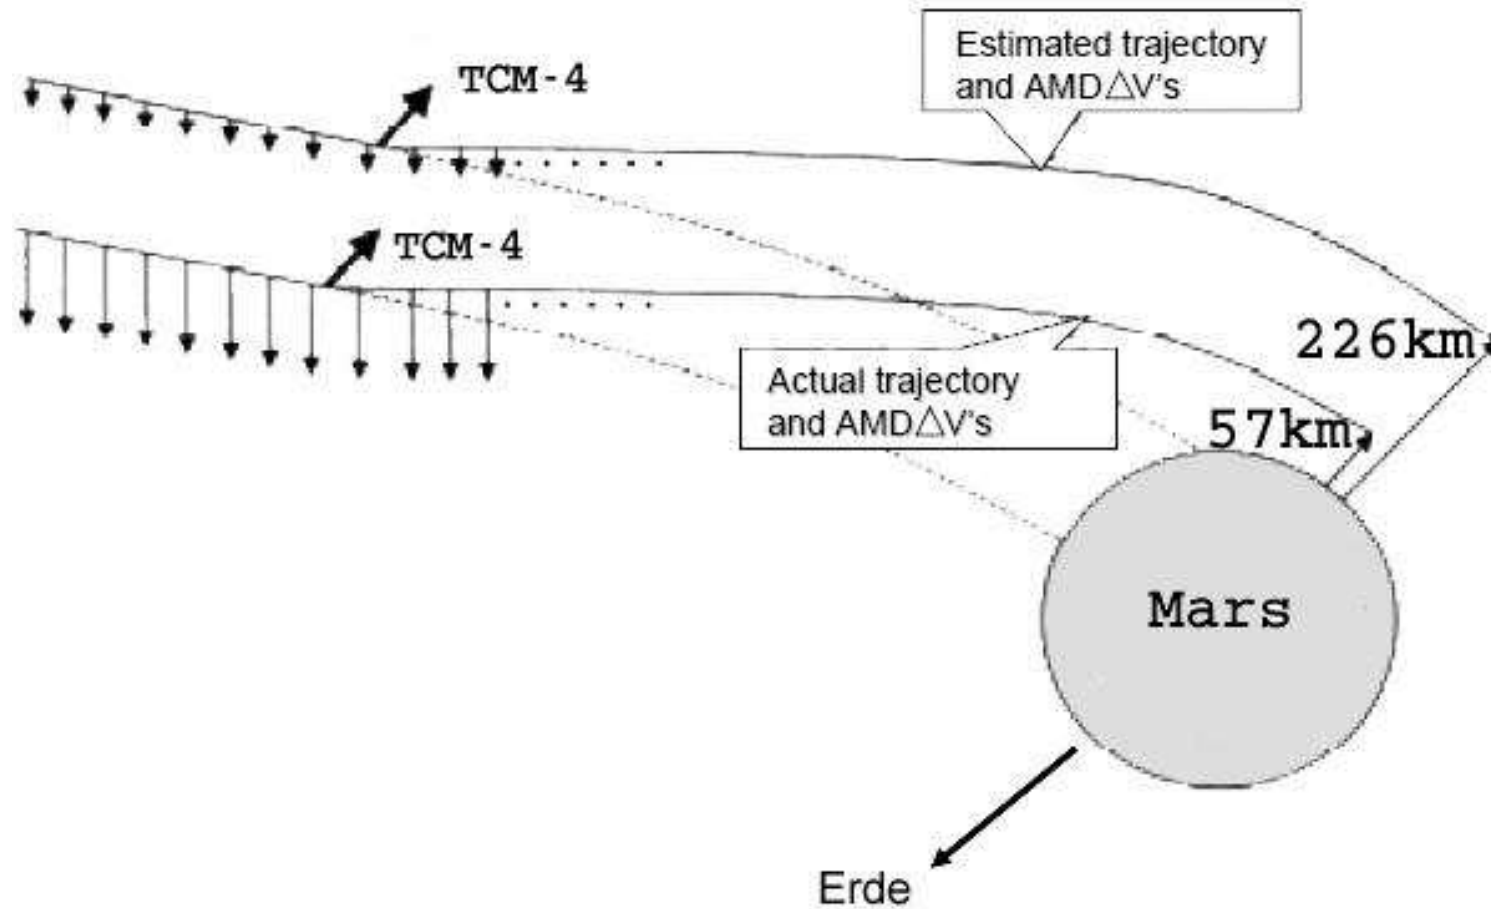 Estimated trajectory
and AMD△V's
TCM-4
TCM-4
226km
Actual trajectory
and AMD△V's
57km
Mars
Erde